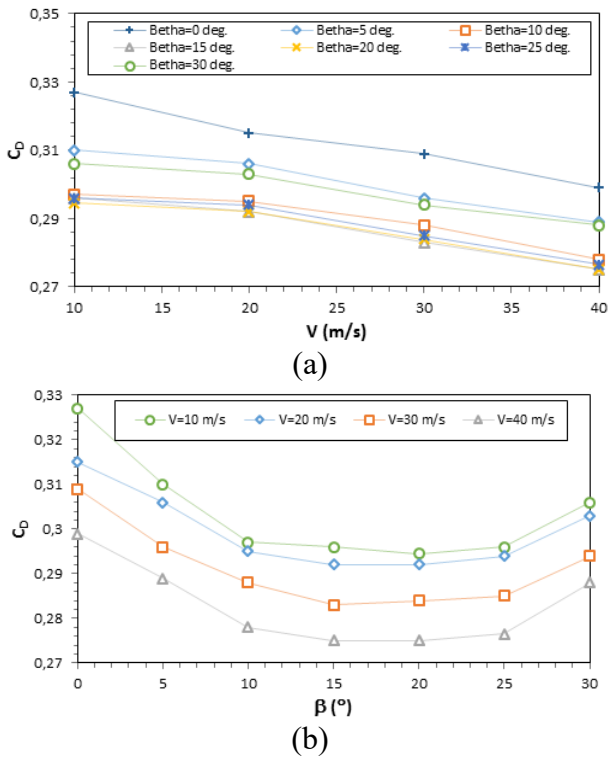 0,35
0,33
0,31
0,29
0,27
C_D
Betha=0 deg. Betha=5 deg. Betha=10 deg.
Betha=15 deg. Betha=20 deg. Betha=25 deg.
Betha=30 deg.
10 15 20 25 30 35 40
V (m/s)
(a)
0,33
0,32
0,31
0,3
0,29
0,28
0,27
C_D
V=10 m/s V=20 m/s V=30 m/s V=40 m/s
0 5 10 15 20 25 30
β (°)
(b)